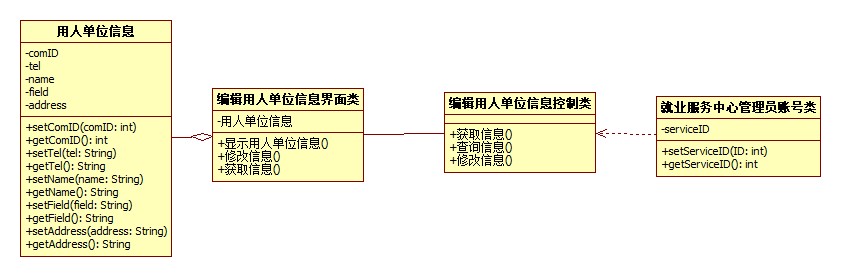 用人单位信息
-comID
-tel
-name
-field
-address
+setComID(comID: int)
+getComID(): int
+setTel(tel: String)
+getTel(): String
+setName(name: String)
+getName(): String
+setField(field: String)
+getField(): String
+setAddress(address: String)
+getAddress(): String
编辑用人单位信息界面类
-用人单位信息
+显示用人单位信息()
+修改信息()
+获取信息()
编辑用人单位信息控制类
+获取信息()
+查询信息()
+修改信息()
就业服务中心管理员账号类
-serviceID
+setServiceID(ID: int)
+getServiceID(): int